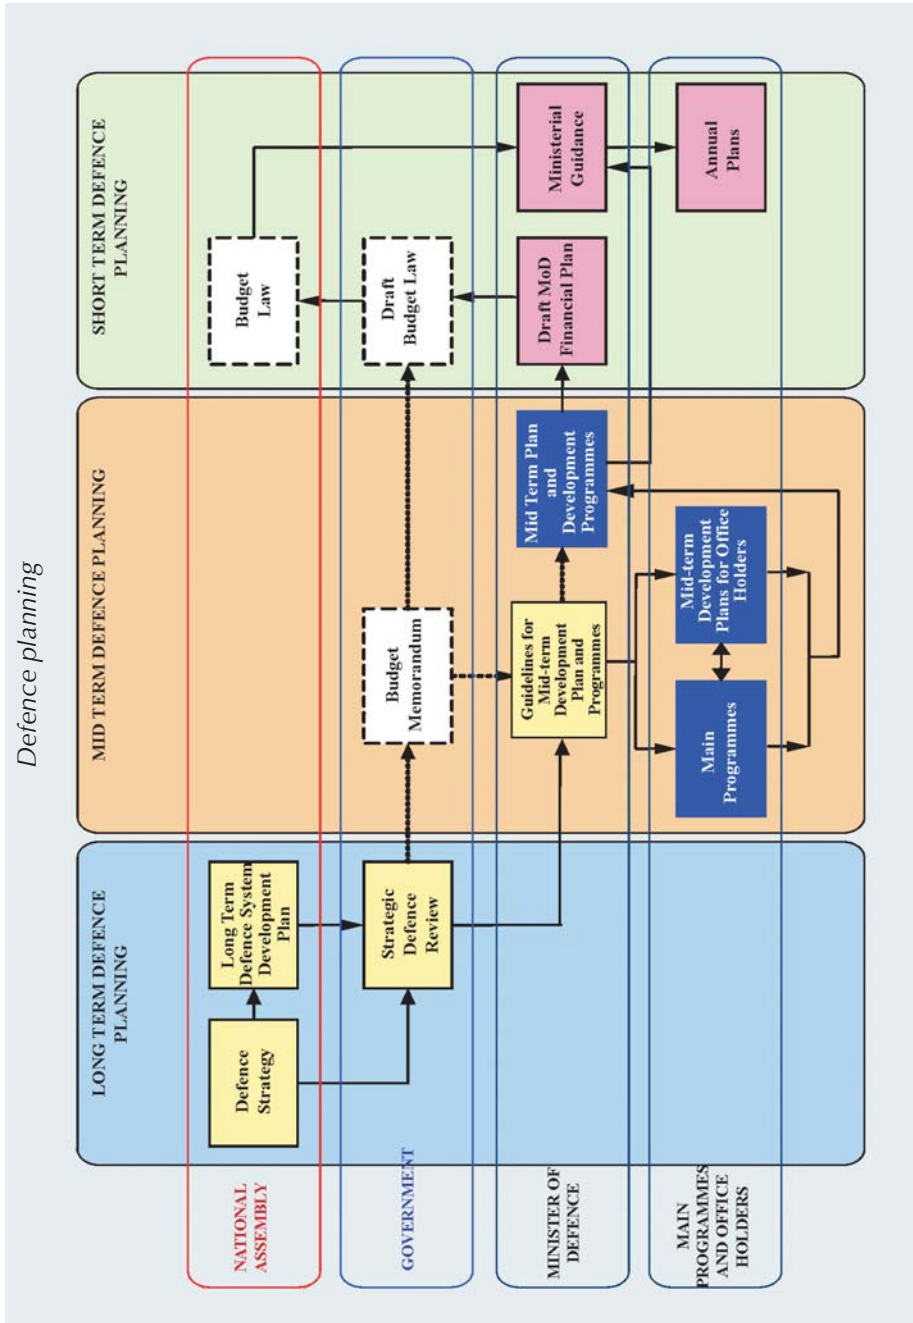 Defence planning
LONG TERM DEFENCE
PLANNING
MID TERM DEFENCE PLANNING
SHORT TERM DEFENCE
PLANNING
NATIONAL
ASSEMBLY
Defence
Strategy
Long Term
Defence System
Development
Plan
Budget
Law
GOVERNMENT
Strategic
Defence
Review
Budget
Memorandum
Draft
Budget Law
MINISTER OF
DEFENCE
Guidelines for
Mid-term
Development
Plan and
Programmes
Mid Term Plan
and
Development
Programmes
Draft MoD
Financial Plan
Ministerial
Guidance
MAIN
PROGRAMMES
AND OFFICE
HOLDERS
Main
Programmes
Mid-term
Development
Plans for Office
Holders
Annual
Plans